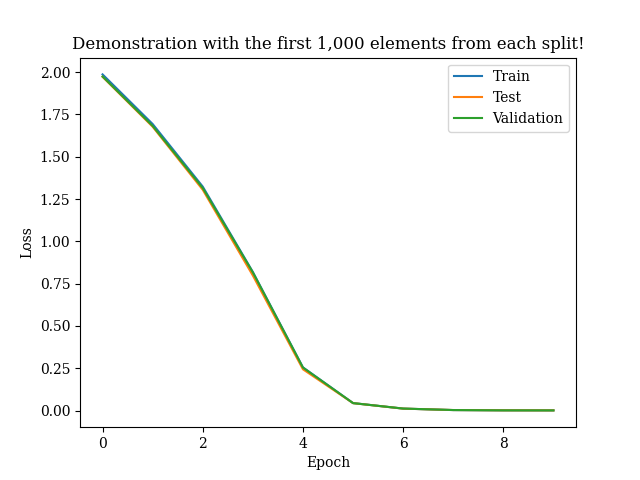 Demonstration with the first 1,000 elements from each split!
Train
Test
Validation
2.00
1.75
1.50
1.25
1.00
0.75
0.50
0.25
0.00
Loss
0 2 4 6 8
Epoch